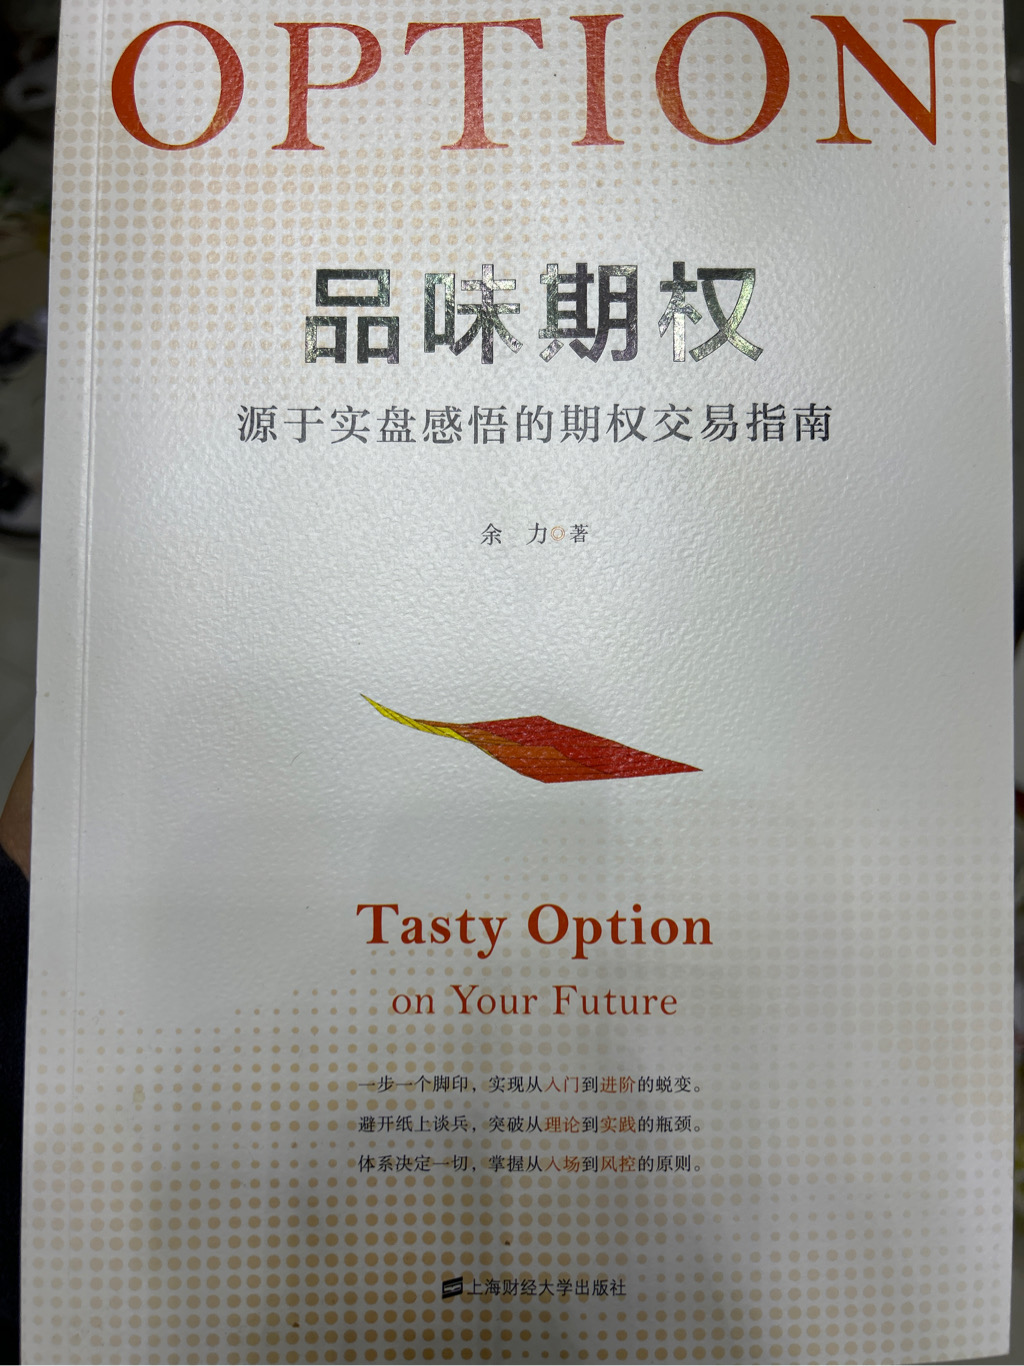 OPTION
品味期权
源于实盘感悟的期权交易指南
余 力◎著
Tasty Option
on Your Future
一步一个脚印，实现从入门到进阶的蜕变。
避开纸上谈兵，突破从理论到实践的瓶颈。
体系决定一切，掌握从入场到风控的原则。
上海财经大学出版社